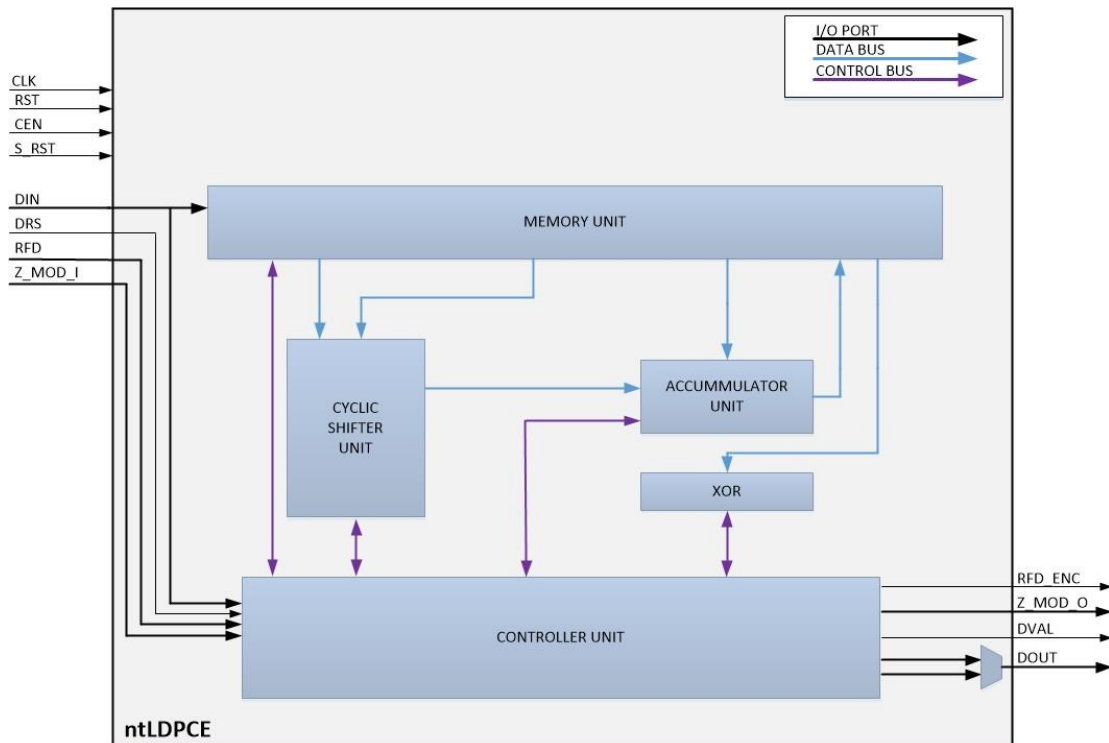 I/O PORT
DATA BUS
CONTROL BUS
CLK
RST
CEN
S_RST
DIN
DRS
RFD
Z_MOD_I
MEMORY UNIT
CYCLIC
SHIFTER
UNIT
ACCUMMULATOR
UNIT
XOR
CONTROLLER UNIT
RFD_ENC
Z_MOD_O
DVAL
DOUT
ntLDPCE